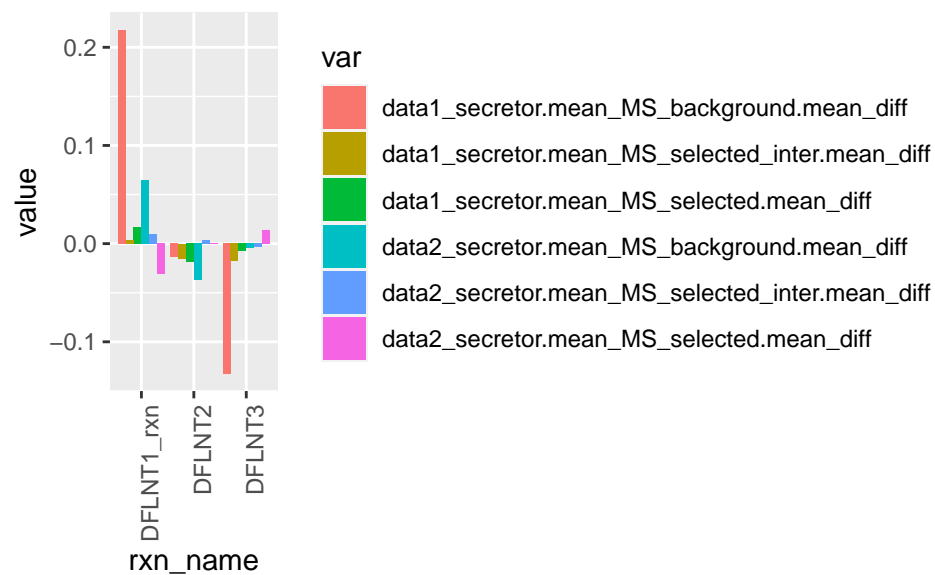 value
0.2
0.1
0.0
−0.1
DFLNT1_rxn
DFLNT2
DFLNT3
rxn_name
var
data1_secretor.mean_MS_background.mean_diff
data1_secretor.mean_MS_selected_inter.mean_diff
data1_secretor.mean_MS_selected.mean_diff
data2_secretor.mean_MS_background.mean_diff
data2_secretor.mean_MS_selected_inter.mean_diff
data2_secretor.mean_MS_selected.mean_diff